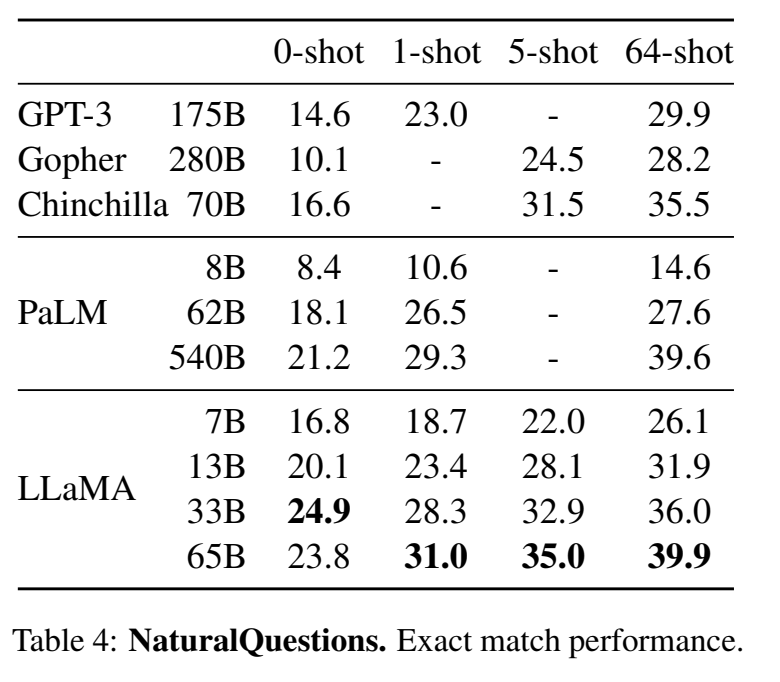 0-shot 1-shot 5-shot 64-shot
GPT-3 175B 14.6 23.0 - 29.9
Gopher 280B 10.1 - 24.5 28.2
Chinchilla 70B 16.6 - 31.5 35.5
8B 8.4 10.6 - 14.6
PaLM 62B 18.1 26.5 - 27.6
540B 21.2 29.3 - 39.6
7B 16.8 18.7 22.0 26.1
13B 20.1 23.4 28.1 31.9
LLaMA
33B 24.9 28.3 32.9 36.0
65B 23.8 31.0 35.0 39.9
Table 4: NaturalQuestions. Exact match performance.